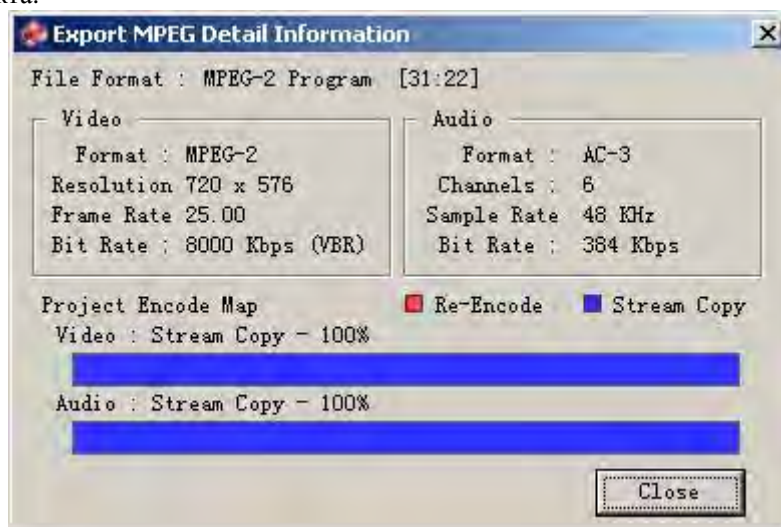 Export MPEG Detail Information
File Format : MPEG-2 Program [31:22]
Video
Format : MPEG-2
Resolution 720 x 576
Frame Rate 25.00
Bit Rate : 8000 Kbps (VBR)
Audio
Format : AC-3
Channels : 6
Sample Rate 48 KHz
Bit Rate : 384 Kbps
Project Encode Map
Re-Encode
Stream Copy
Video : Stream Copy - 100%
Audio : Stream Copy - 100%
Close